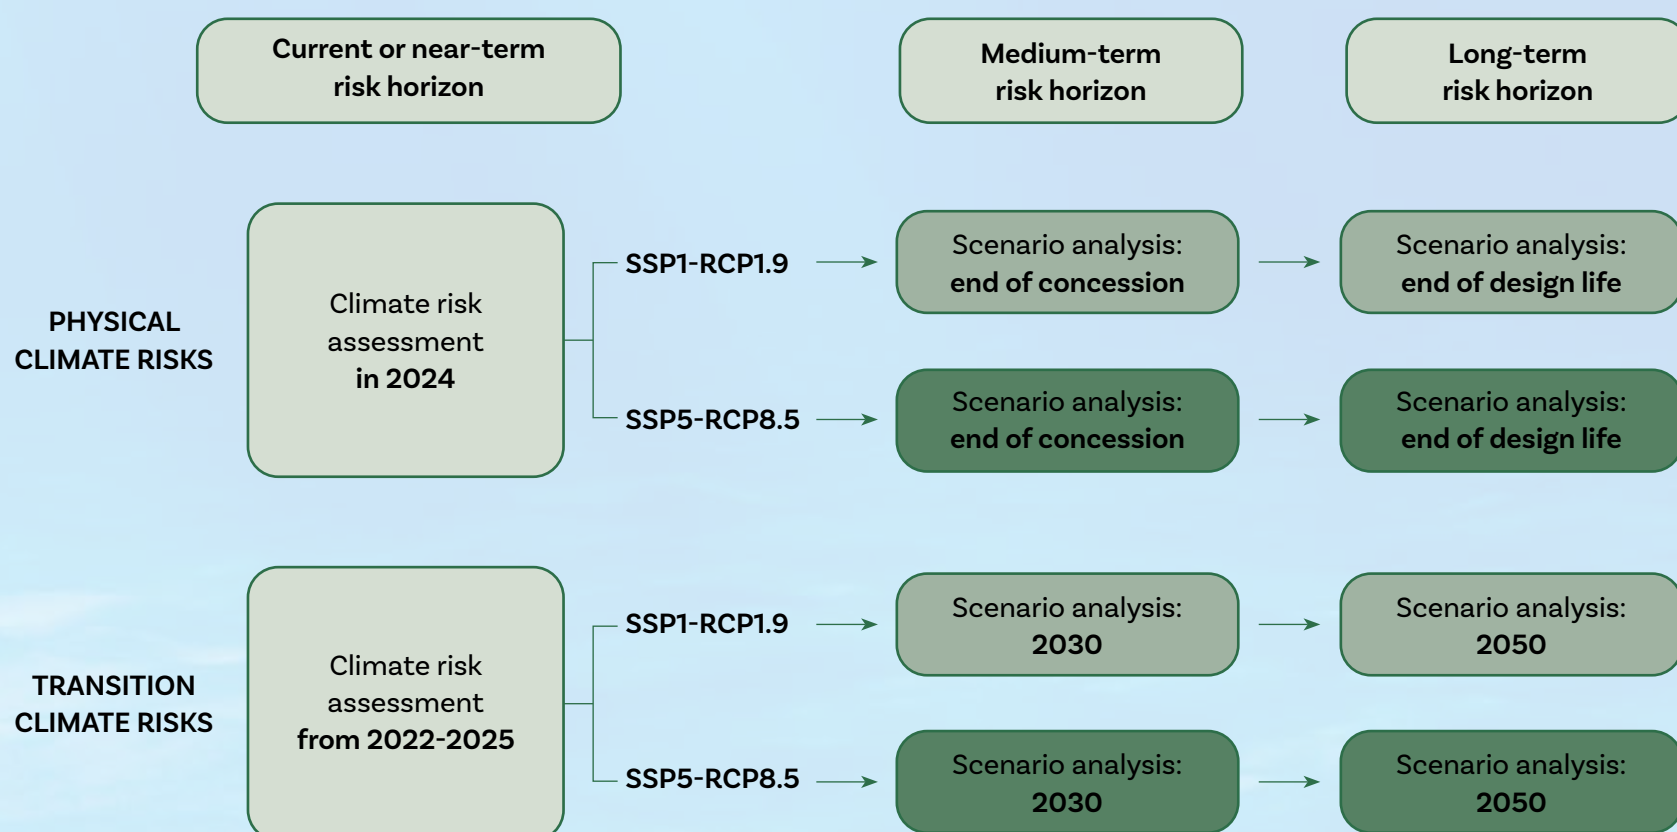 Current or near-term
risk horizon
Medium-term
risk horizon
Long-term
risk horizon
PHYSICAL
CLIMATE RISKS
Climate risk
assessment
in 2024
SSP1-RCP1.9
Scenario analysis:
end of concession
Scenario analysis:
end of design life
SSP5-RCP8.5
Scenario analysis:
end of concession
Scenario analysis:
end of design life
TRANSITION
CLIMATE RISKS
Climate risk
assessment
from 2022-2025
SSP1-RCP1.9
Scenario analysis:
2030
Scenario analysis:
2050
SSP5-RCP8.5
Scenario analysis:
2030
Scenario analysis:
2050